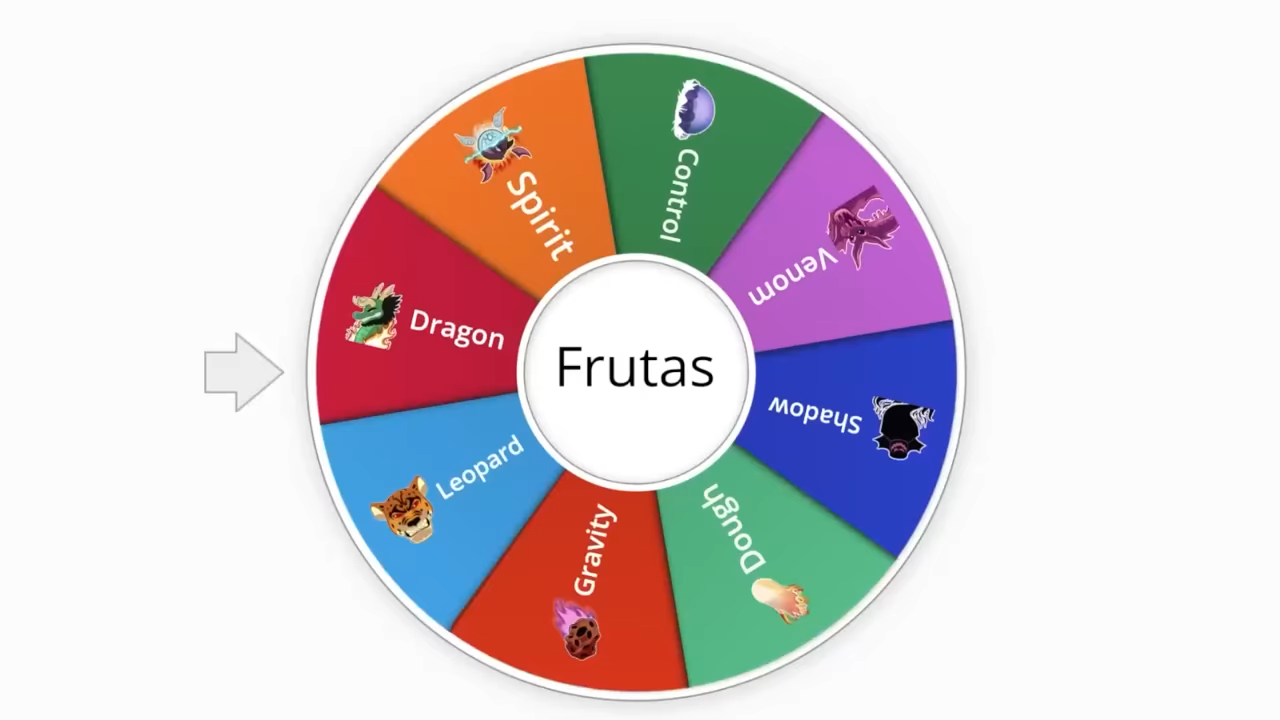 Spirit
Control
Venom
Shadow
Dough
Gravity
Leopard
Dragon
Frutas